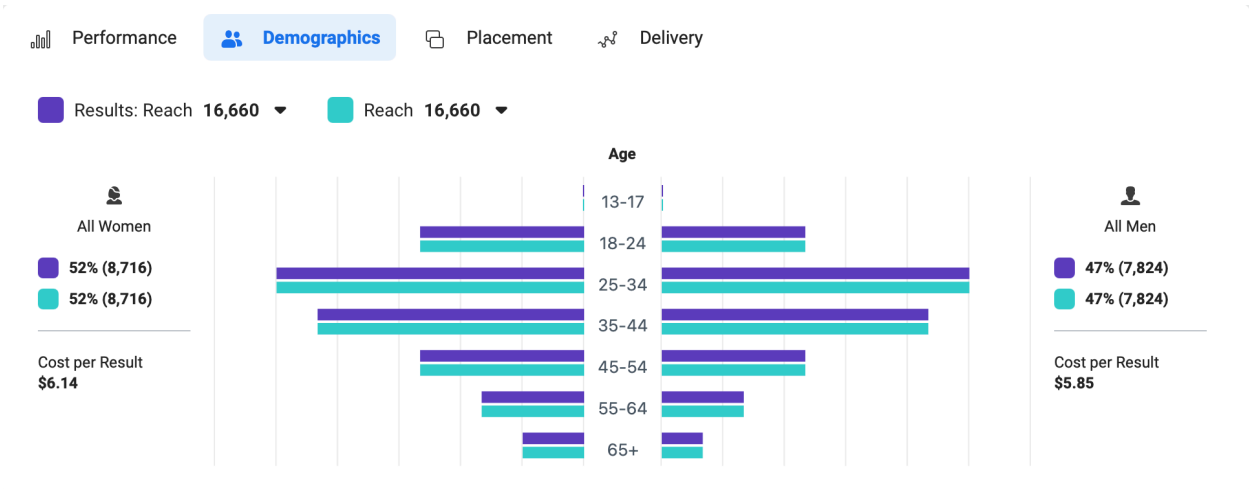 Performance Demographics Placement Delivery
Results: Reach 16,660 Reach 16,660
Age
All Women
52% (8,716)
52% (8,716)
Cost per Result
$6.14
13-17
18-24
25-34
35-44
45-54
55-64
65+
All Men
47% (7,824)
47% (7,824)
Cost per Result
$5.85